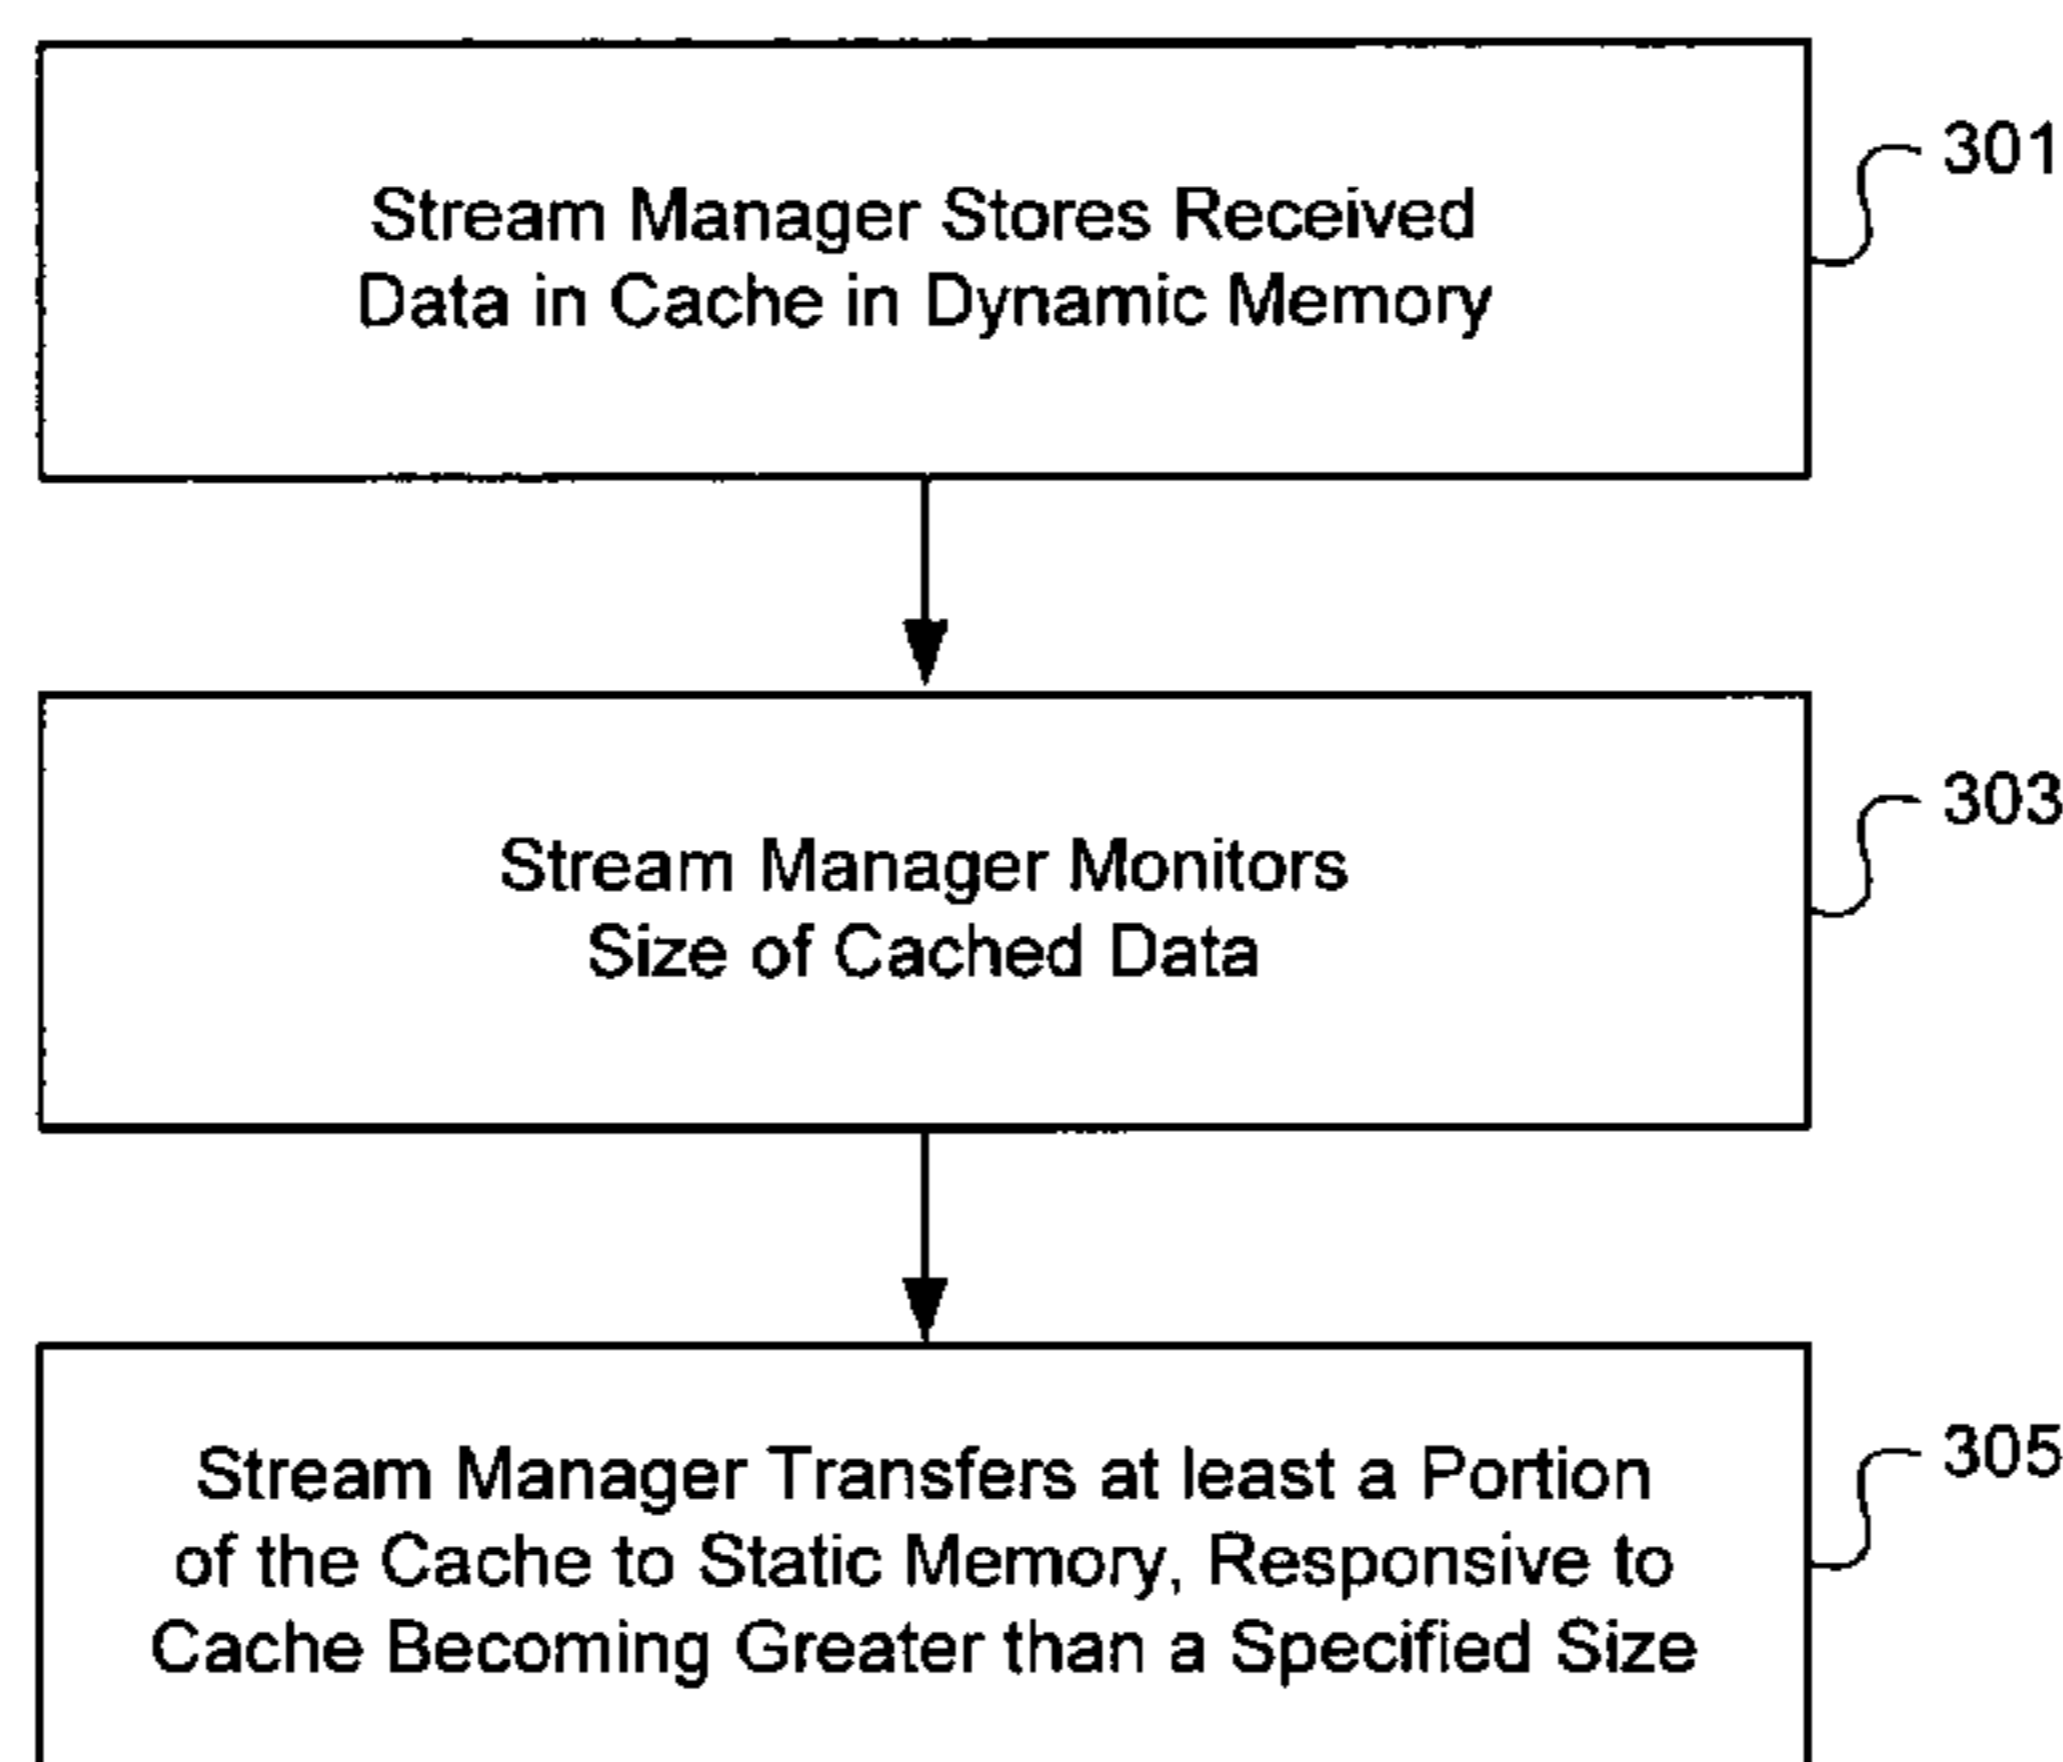 Stream Manager Stores Received
Data in Cache in Dynamic Memory
301
Stream Manager Monitors
Size of Cached Data
303
Stream Manager Transfers at least a Portion
of the Cache to Static Memory, Responsive to
Cache Becoming Greater than a Specified Size
305